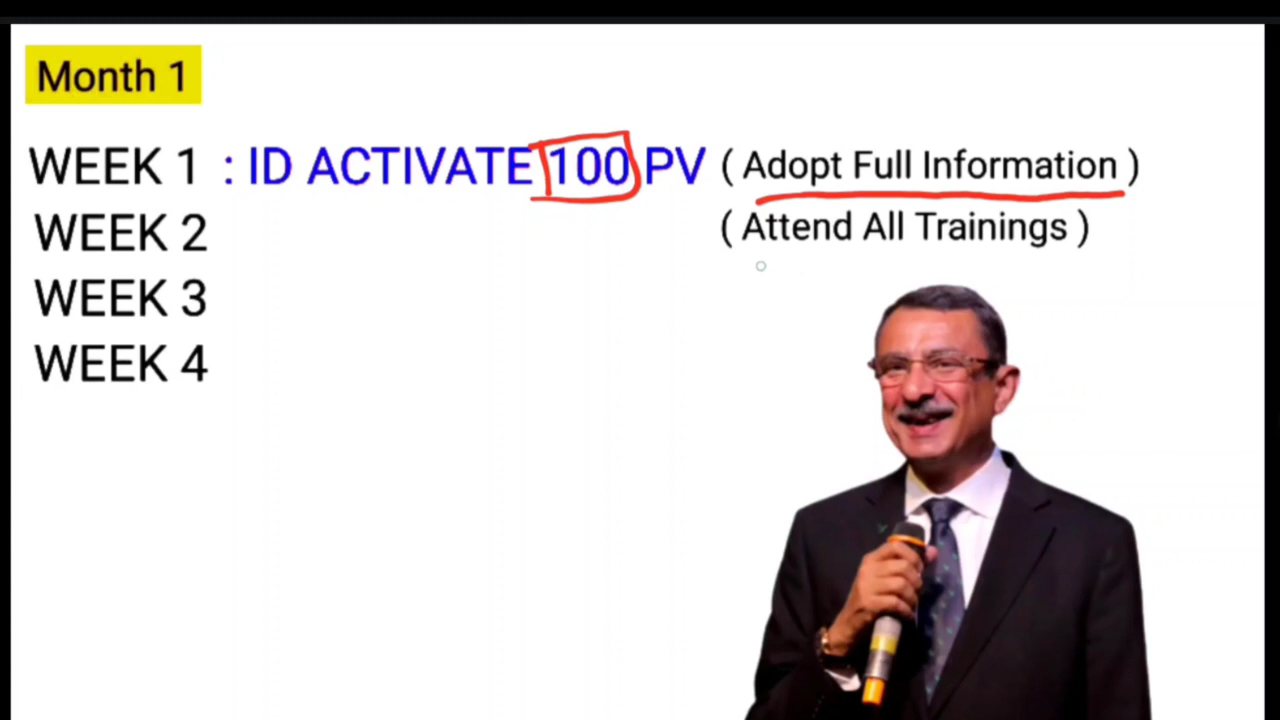 Month 1
WEEK 1 : ID ACTIVATE 100 PV ( Adopt Full Information )
WEEK 2 ( Attend All Trainings )
WEEK 3
WEEK 4